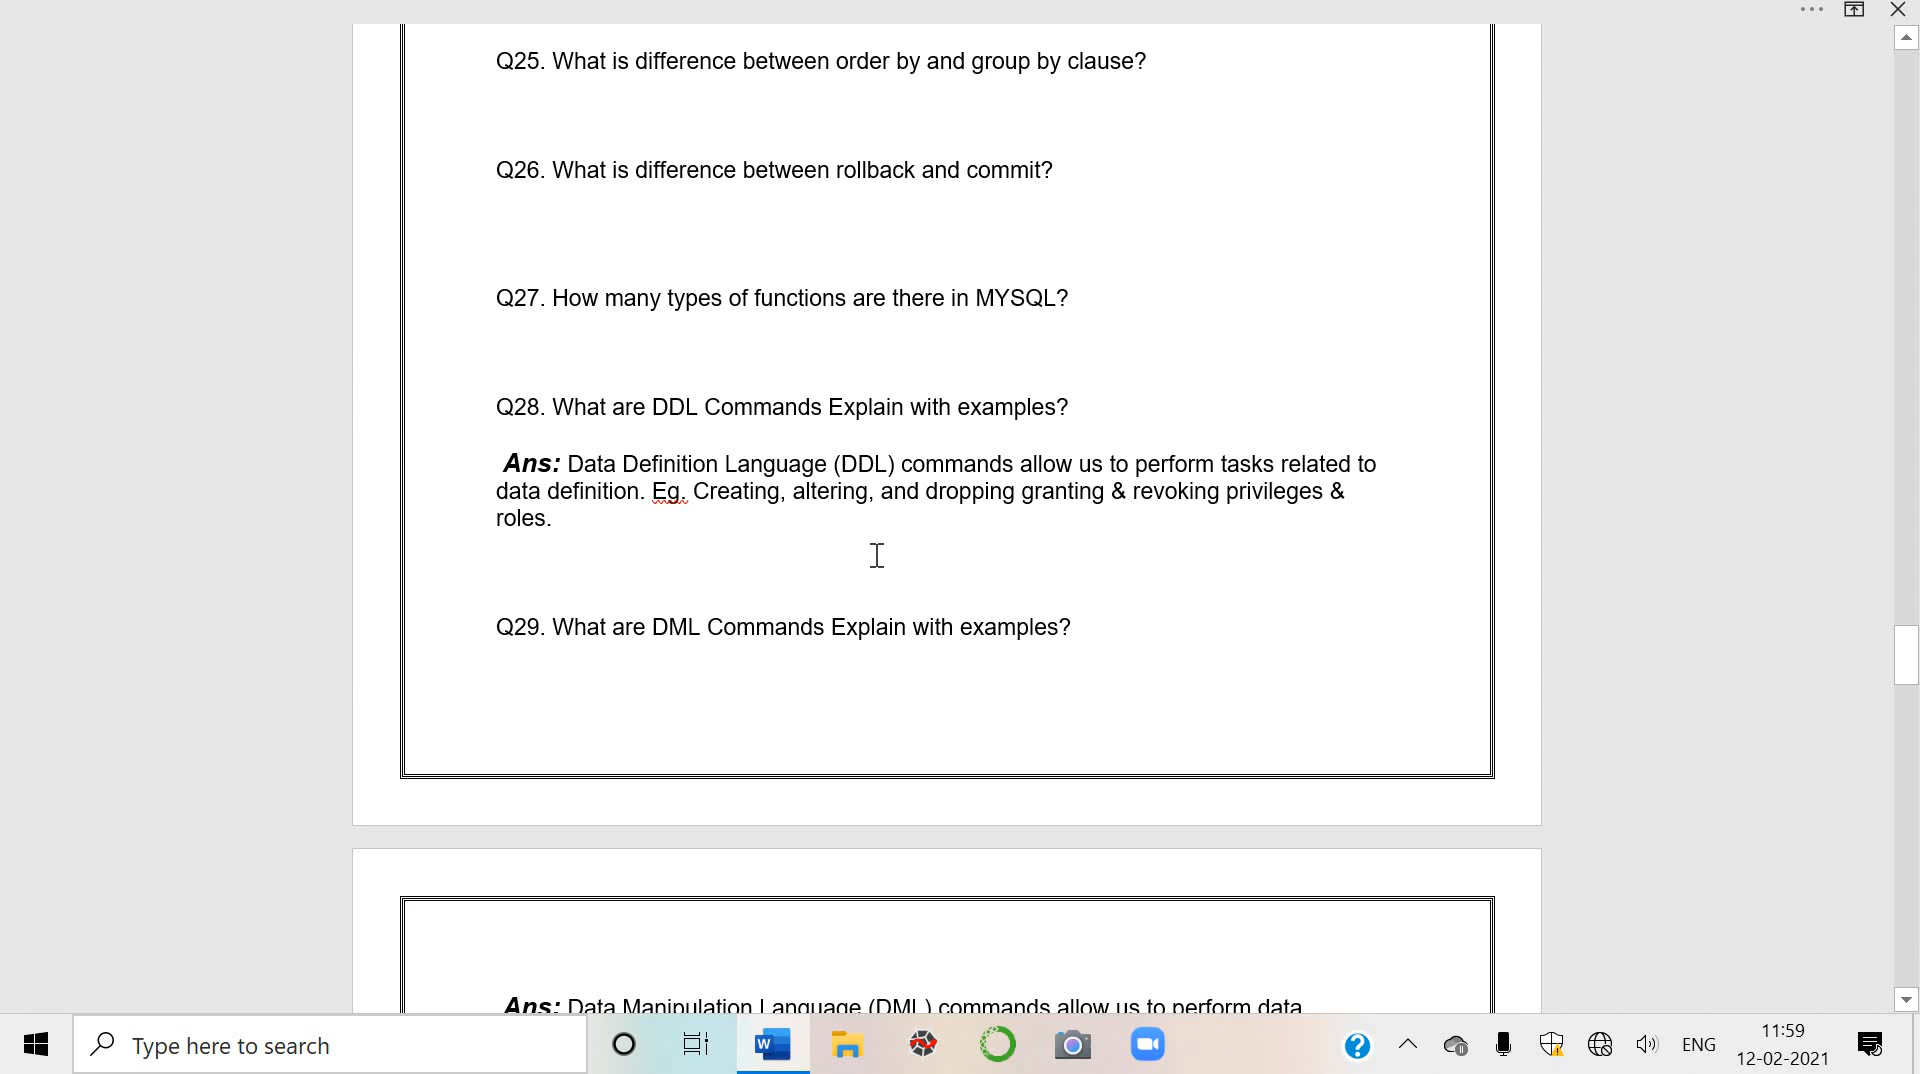 Q25. What is difference between order by and group by clause?
Q26. What is difference between rollback and commit?
Q27. How many types of functions are there in MYSQL?
Q28. What are DDL Commands Explain with examples?
Ans: Data Definition Language (DDL) commands allow us to perform tasks related to
data definition. Eg. Creating, altering, and dropping granting & revoking privileges &
roles.
Q29. What are DML Commands Explain with examples?
Ans: Data Manipulation Language (DML) commands allow us to perform data
Type here to search
W
ENG
11:59
12-02-2021